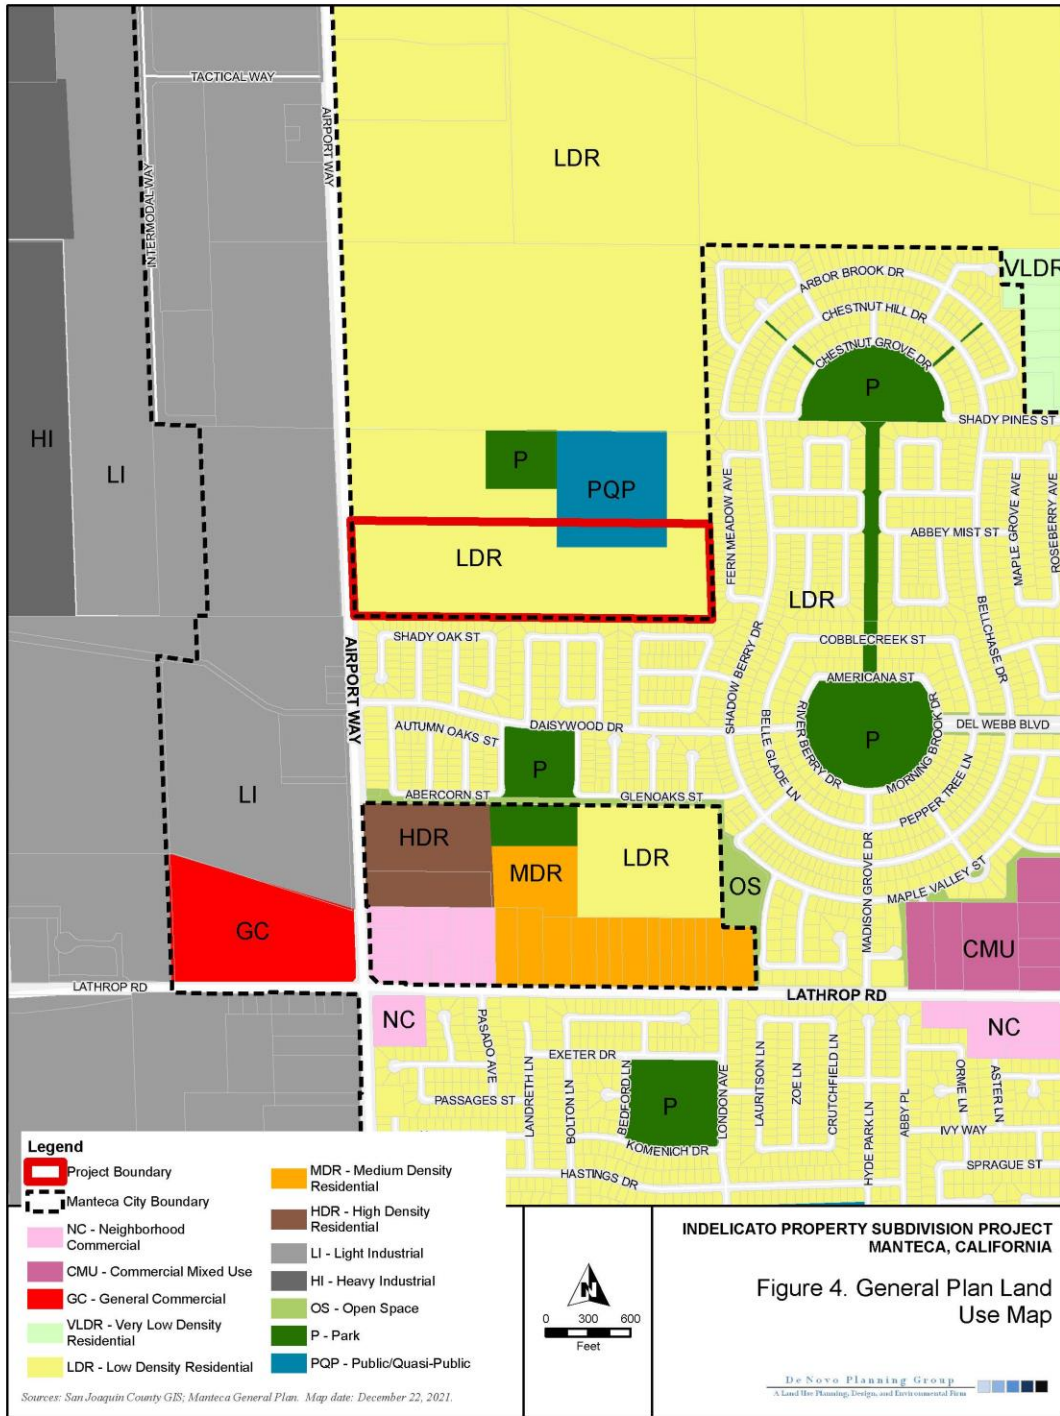 TACTICAL WAY
AIRPORT WAY
INTERMODAL WAY
AIRPORT WAY
LDR
VLDR
ARBOR BROOK DR
CHESTNUT HILL DR
CHESTNUT GROVE DR
P
SHADY PINES ST
HI
LI
P
PQP
FERN MEADOW AVE
MAPLE GROVE AVE
ROSEBERRY AVE
ABBEY MIST ST
LDR
LDR
BELLCHASE DR
SHADY OAK ST
COBBLECREEK ST
SHADOW BERRY DR
AMERICANA ST
AIRPORT WAY
AUTUMN OAKS ST
DAISYWOOD DR
BELLE GLADE LN
RIVER BERRY DR
MORNING BROOK DR
P
DEL WEBB BLVD
P
LI
ABERCORN ST
GLENOAKS ST
PEPPER TREE LN
HDR
MDR
LDR
OS
MADISON GROVE DR
MAPLE VALLEY ST
GC
CMU
LATHROP RD
LATHROP RD
NC
NC
PASADO AVE
EXETER DR
LANDRETH LN
BOLTON LN
BEDFORD LN
P
LONDON AVE
LAURITSON LN
ZOE LN
CRUTCHFIELD LN
HYDE PARK LN
ABBY PL
ORME LN
ASTER LN
PASSAGES ST
IVY WAY
KOMENICH DR
HASTINGS DR
SPRAGUE ST
Legend
Project Boundary
Manteca City Boundary
NC - Neighborhood
Commercial
CMU - Commercial Mixed Use
GC - General Commercial
VLDR - Very Low Density
Residential
LDR - Low Density Residential
MDR - Medium Density
Residential
HDR - High Density
Residential
LI - Light Industrial
HI - Heavy Industrial
OS - Open Space
P - Park
PQP - Public/Quasi-Public
Sources: San Joaquin County GIS; Manteca General Plan. Map date: December 22, 2021.
N
0 300 600
Feet
INDELICATO PROPERTY SUBDIVISION PROJECT
MANTECA, CALIFORNIA
Figure 4. General Plan Land
Use Map
De Novo Planning Group
A Land Use Planning, Design, and Environmental Firm